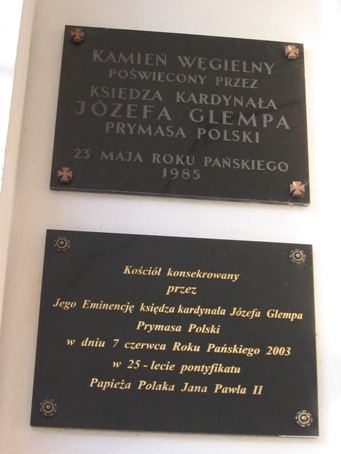 KAMIEŃ WĘGIELNY
POŚWIĘCONY PRZEZ
KSIĘDZA KARDYNAŁA
JÓZEFA GLEMPA
PRYMASA POLSKI
23 MAJA ROKU PAŃSKIEGO
1985
Kościół konsekrowany
przez
Jego Eminencję księdza kardynała Józefa Glempa
Prymasa Polski
w dniu 7 czerwca Roku Pańskiego 2003
w 25-lecie pontyfikatu
Papieża Polaka Jana Pawła II